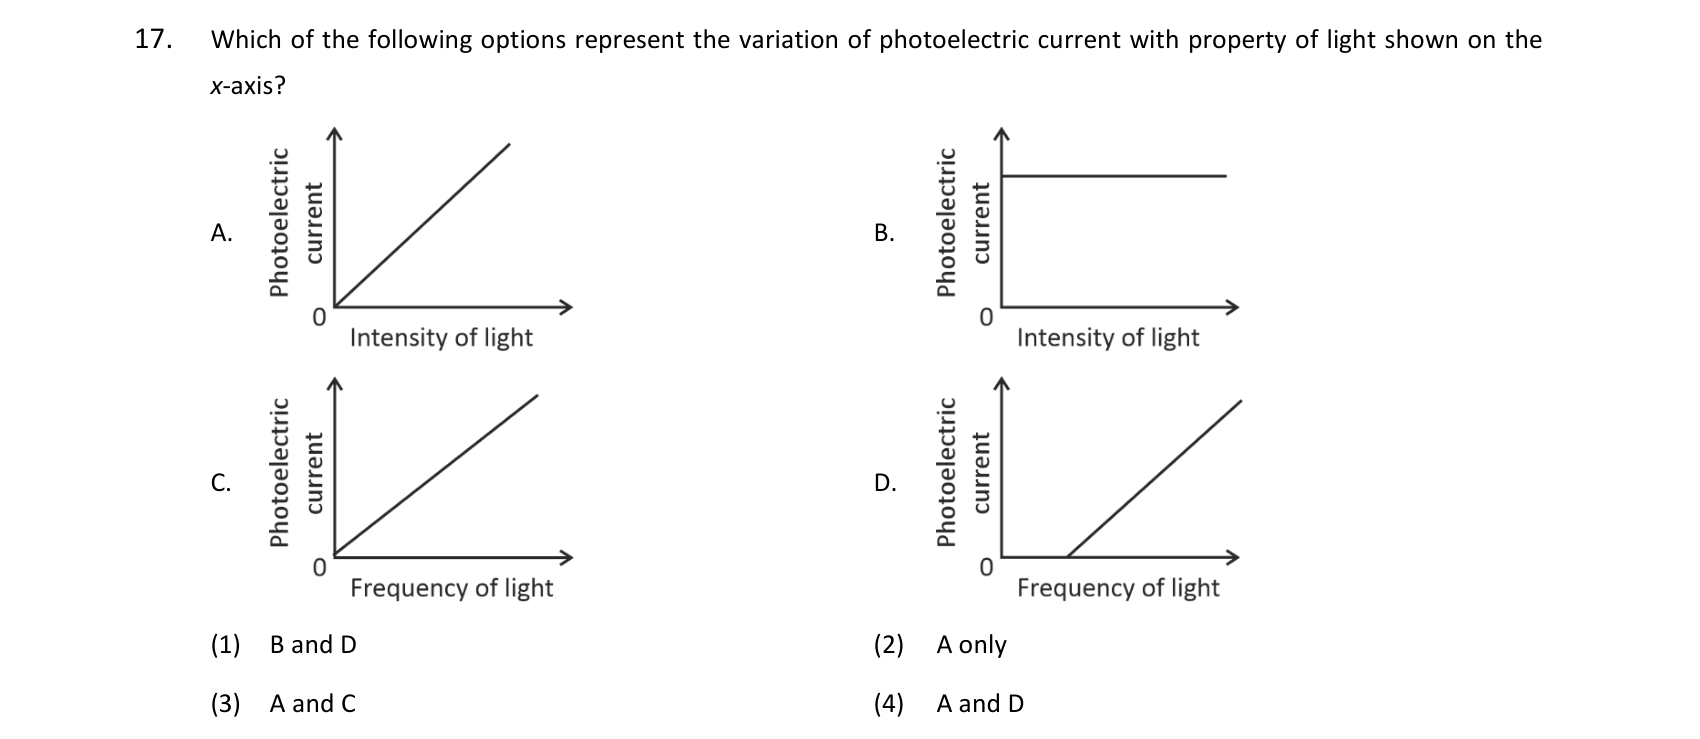 17. Which of the following options represent the variation of photoelectric current with property of light shown on the
x-axis?
A.
Photoelectric
current
0
Intensity of light
B.
Photoelectric
current
0
Intensity of light
C.
Photoelectric
current
0
Frequency of light
D.
Photoelectric
current
0
Frequency of light
(1) B and D
(2) A only
(3) A and C
(4) A and D